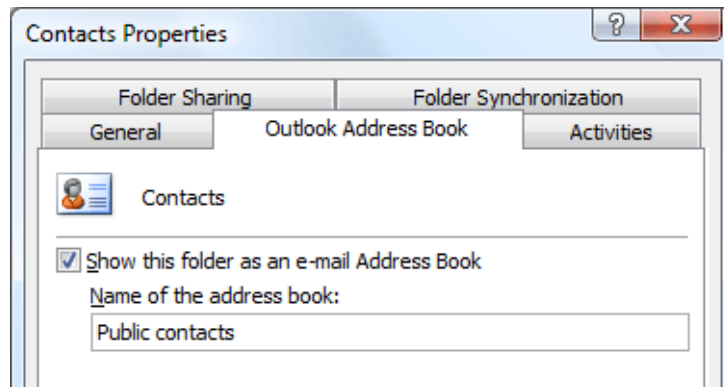 Contacts Properties
Folder Sharing Folder Synchronization
General Outlook Address Book Activities
Contacts
Show this folder as an e-mail Address Book
Name of the address book:
Public contacts